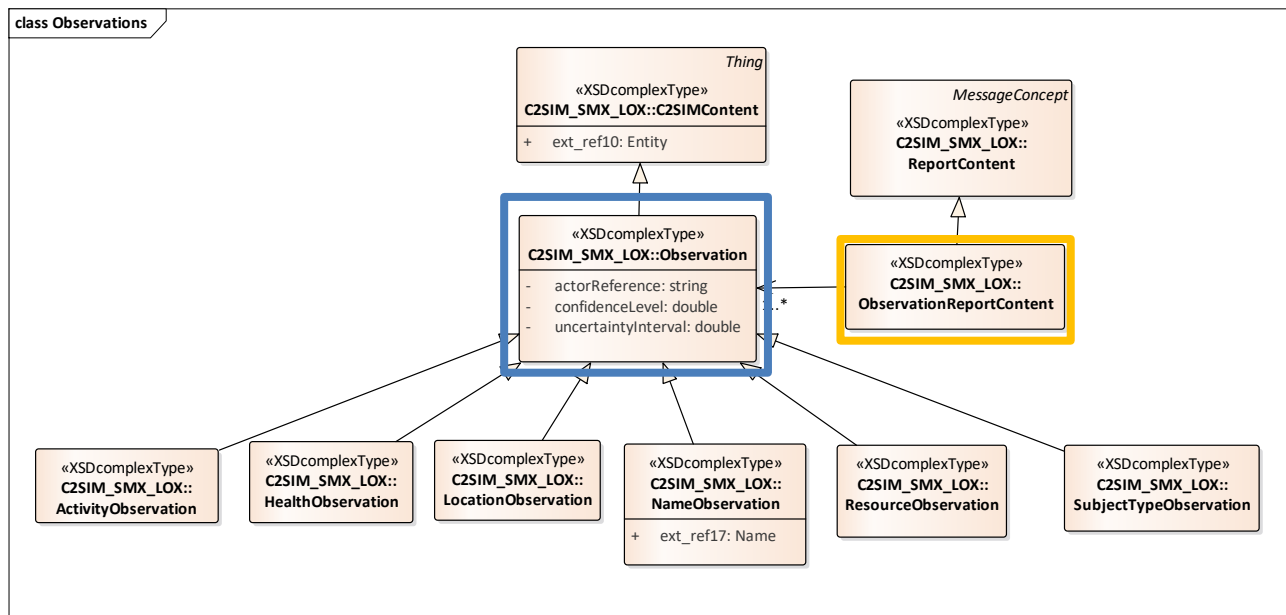 class Observations
Thing
«XSDcomplexType»
C2SIM_SMX_LOX::C2SIMContent
+ ext_ref10: Entity
MessageConcept
«XSDcomplexType»
C2SIM_SMX_LOX::
ReportContent
«XSDcomplexType»
C2SIM_SMX_LOX::Observation
- actorReference: string
- confidenceLevel: double
- uncertaintyInterval: double
«XSDcomplexType»
C2SIM_SMX_LOX::
ObservationReportContent
1..*
«XSDcomplexType»
C2SIM_SMX_LOX::
ActivityObservation
«XSDcomplexType»
C2SIM_SMX_LOX::
HealthObservation
«XSDcomplexType»
C2SIM_SMX_LOX::
LocationObservation
«XSDcomplexType»
C2SIM_SMX_LOX::
NameObservation
+ ext_ref17: Name
«XSDcomplexType»
C2SIM_SMX_LOX::
ResourceObservation
«XSDcomplexType»
C2SIM_SMX_LOX::
SubjectTypeObservation